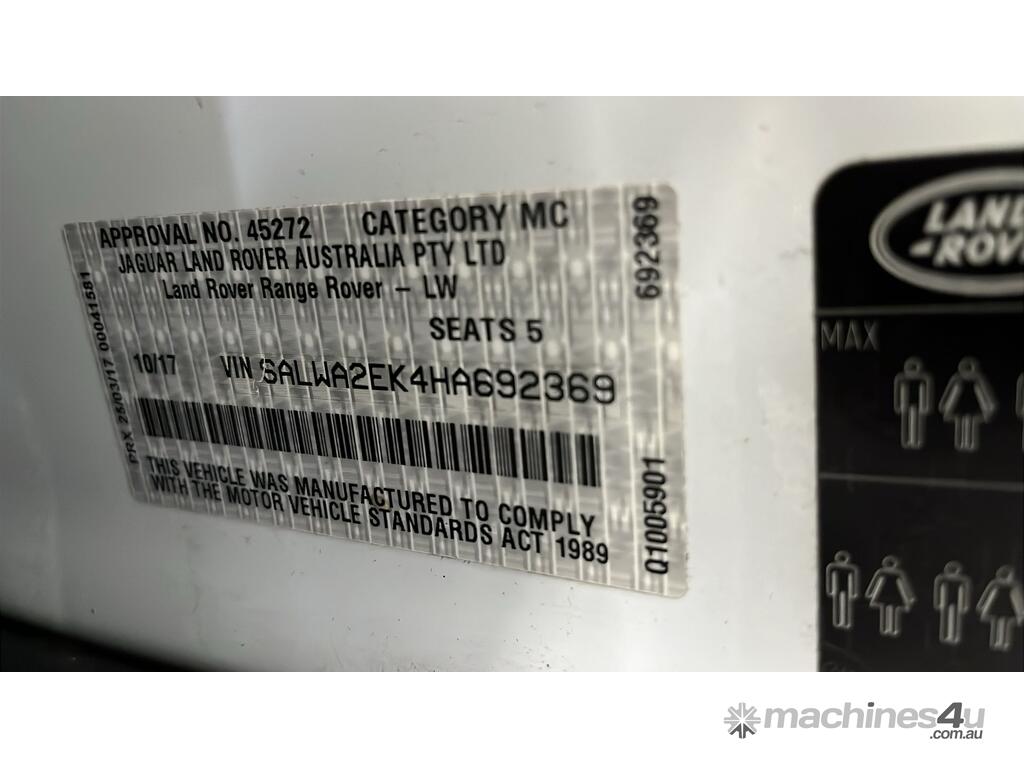 APPROVAL NO. 45272 CATEGORY MC
JAGUAR LAND ROVER AUSTRALIA PTY LTD
Land Rover Range Rover - LW
SEATS 5
10/17 VIN SALWA2EK4HA692369
THIS VEHICLE WAS MANUFACTURED TO COMPLY
WITH THE MOTOR VEHICLE STANDARDS ACT 1989
PRX 25/03/17 00041581
692369
Q1005901
LAND
MAX
machines4u
.com.au